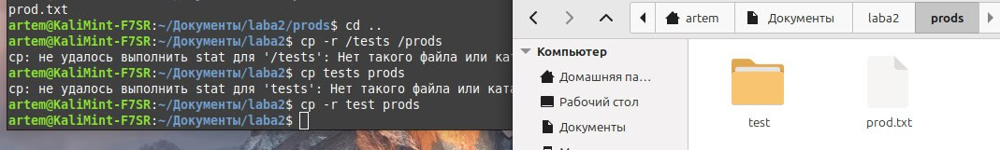 prod.txt
artem@KaliMint-F7SR:~/Документы/laba2/prods$ cd ..
artem@KaliMint-F7SR:~/Документы/laba2$ cp -r /tests /prods
cp: не удалось выполнить stat для '/tests': Нет такого файла или ката
artem@KaliMint-F7SR:~/Документы/laba2$ cp tests prods
cp: не удалось выполнить stat для 'tests': Нет такого файла или ката
artem@KaliMint-F7SR:~/Документы/laba2$ cp -r test prods
artem@KaliMint-F7SR:~/Документы/laba2$
artem Документы laba2 prods
Компьютер
Домашняя па...
Рабочий стол
Документы
test
prod.txt